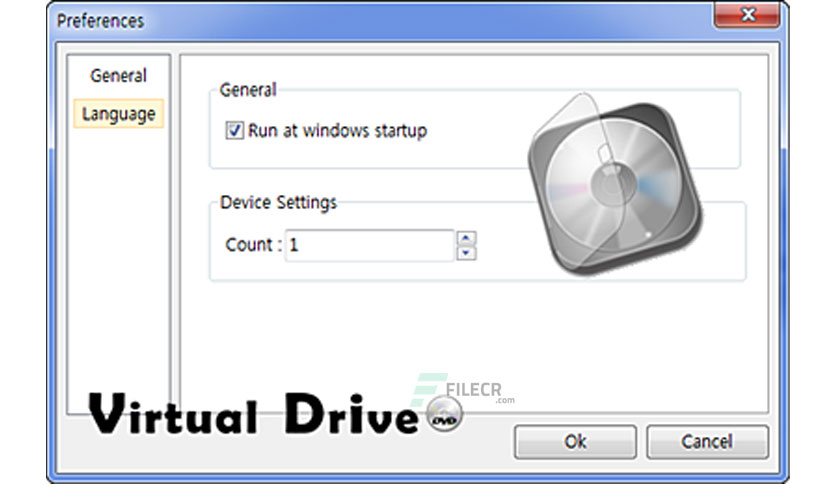 Preferences
General
Language
General
Run at windows startup
Device Settings
Count : 1
FILECR
.com
Virtual Drive
DVD
Ok
Cancel